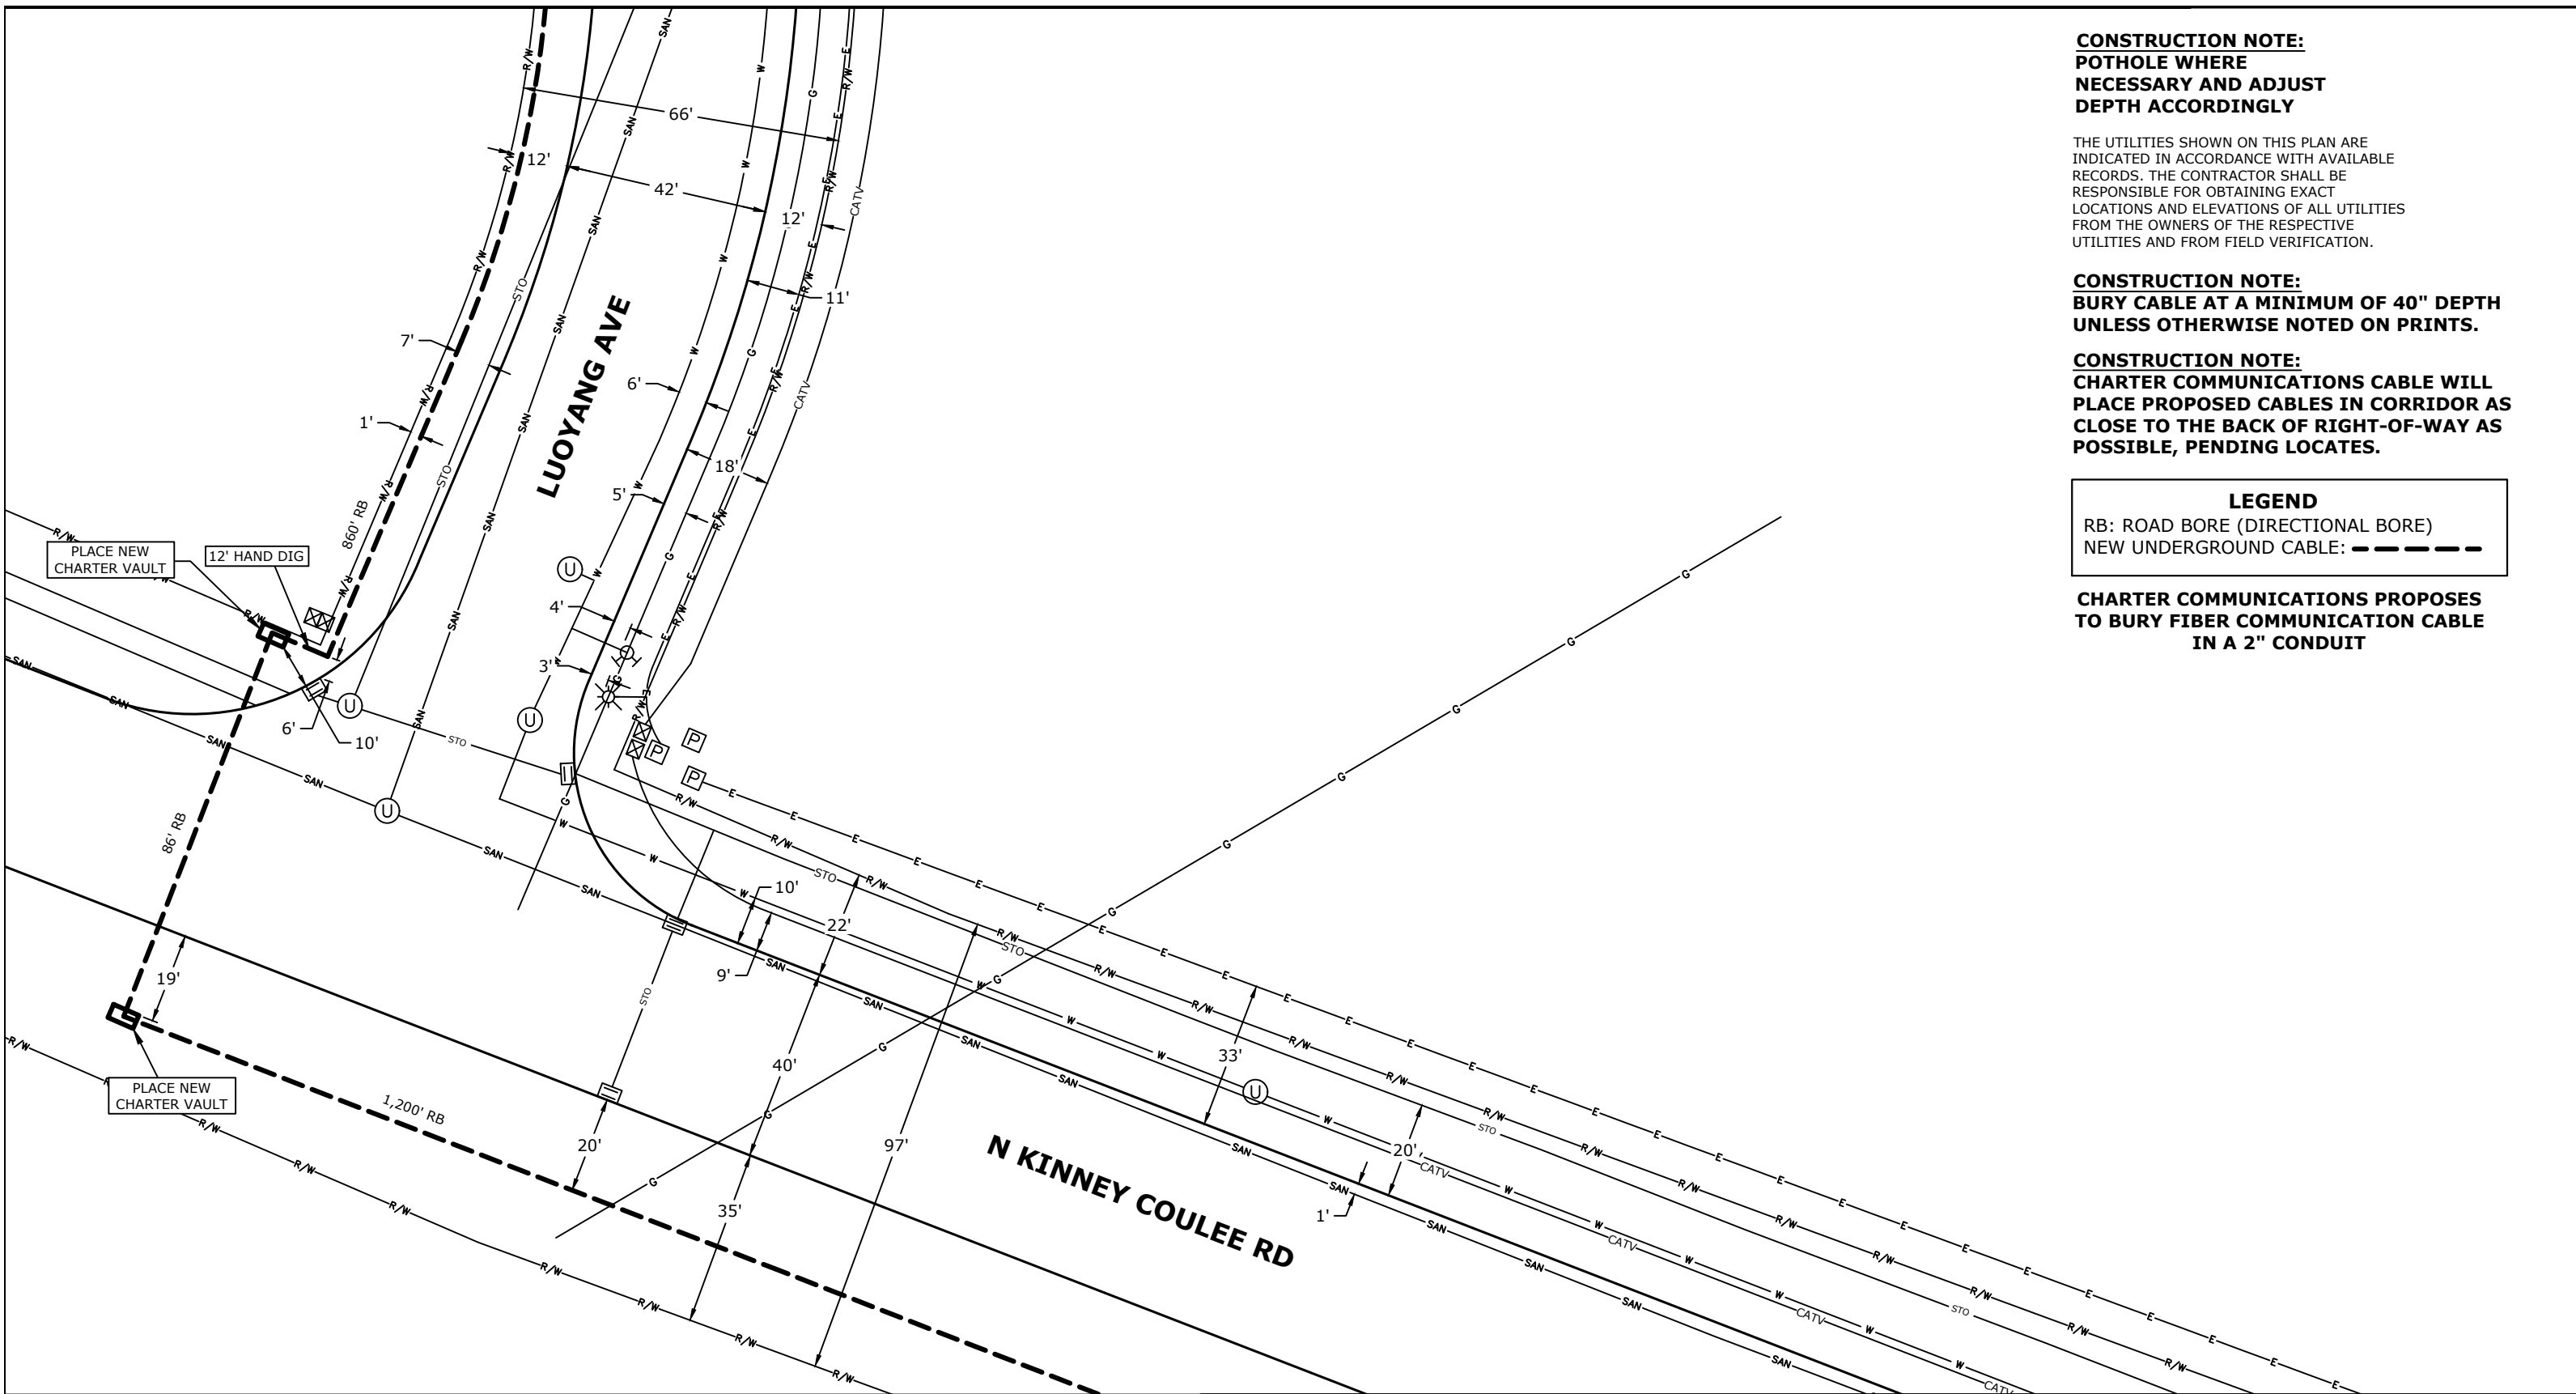 CONSTRUCTION NOTE:
POTHOLE WHERE
NECESSARY AND ADJUST
DEPTH ACCORDINGLY
THE UTILITIES SHOWN ON THIS PLAN ARE
INDICATED IN ACCORDANCE WITH AVAILABLE
RECORDS. THE CONTRACTOR SHALL BE
RESPONSIBLE FOR OBTAINING EXACT
LOCATIONS AND ELEVATIONS OF ALL UTILITIES
FROM THE OWNERS OF THE RESPECTIVE
UTILITIES AND FROM FIELD VERIFICATION.
CONSTRUCTION NOTE:
BURY CABLE AT A MINIMUM OF 40" DEPTH
UNLESS OTHERWISE NOTED ON PRINTS.
CONSTRUCTION NOTE:
CHARTER COMMUNICATIONS CABLE WILL
PLACE PROPOSED CABLES IN CORRIDOR AS
CLOSE TO THE BACK OF RIGHT-OF-WAY AS
POSSIBLE, PENDING LOCATES.
LEGEND
RB: ROAD BORE (DIRECTIONAL BORE)
NEW UNDERGROUND CABLE:
CHARTER COMMUNICATIONS PROPOSES
TO BURY FIBER COMMUNICATION CABLE
IN A 2" CONDUIT
LUOYANG AVE
N KINNEY COULEE RD
PLACE NEW
CHARTER VAULT
12' HAND DIG
PLACE NEW
CHARTER VAULT
860' RB
86' RB
1,200' RB
66'
12'
42'
12'
11'
7'
6'
1'
18'
5'
4'
3'
6'
10'
10'
22'
9'
19'
40'
33'
20'
97'
20'
35'
1'
R/W
SAN
STO
W
G
E
CATV
U
P